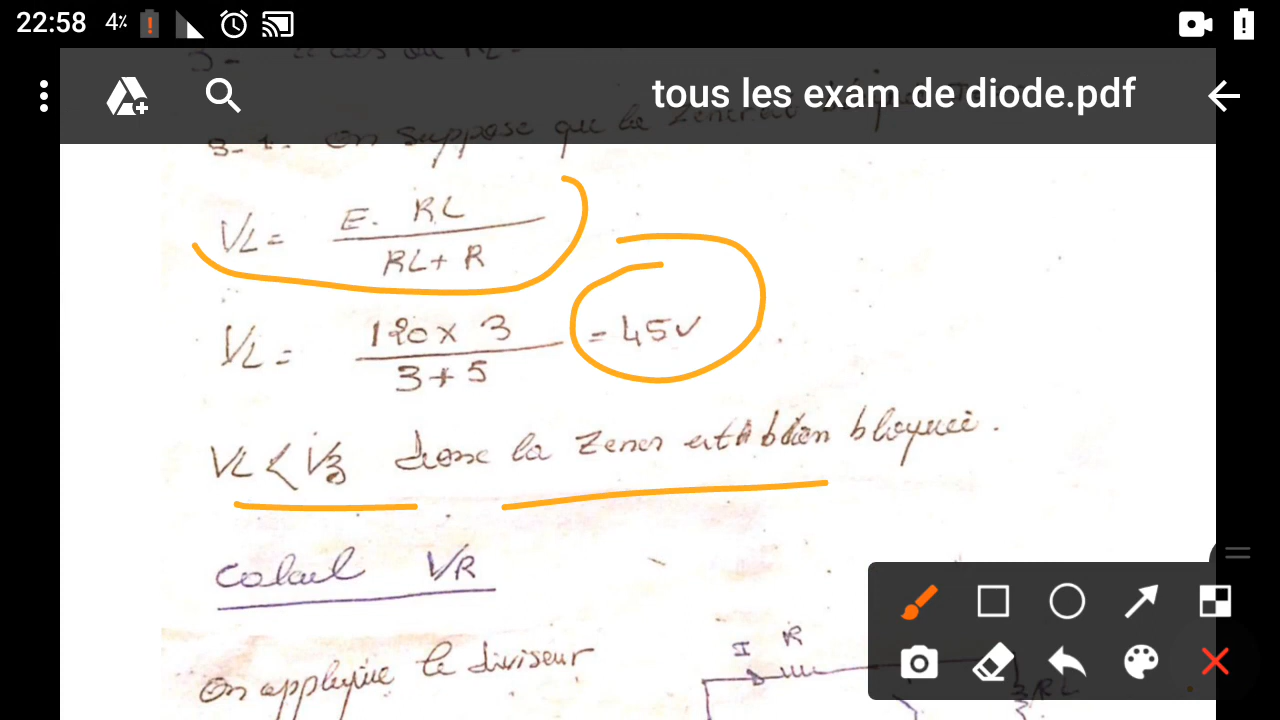 22:58 4%
tous les exam de diode.pdf
3-1- On suppose que la Zener
VL = E. RL
RL + R
VL = 120 x 3 = 45V
3 + 5
VL < Vz donc la Zener est bien bloquée.
Calcul VR
On applique le diviseur
I R
RL